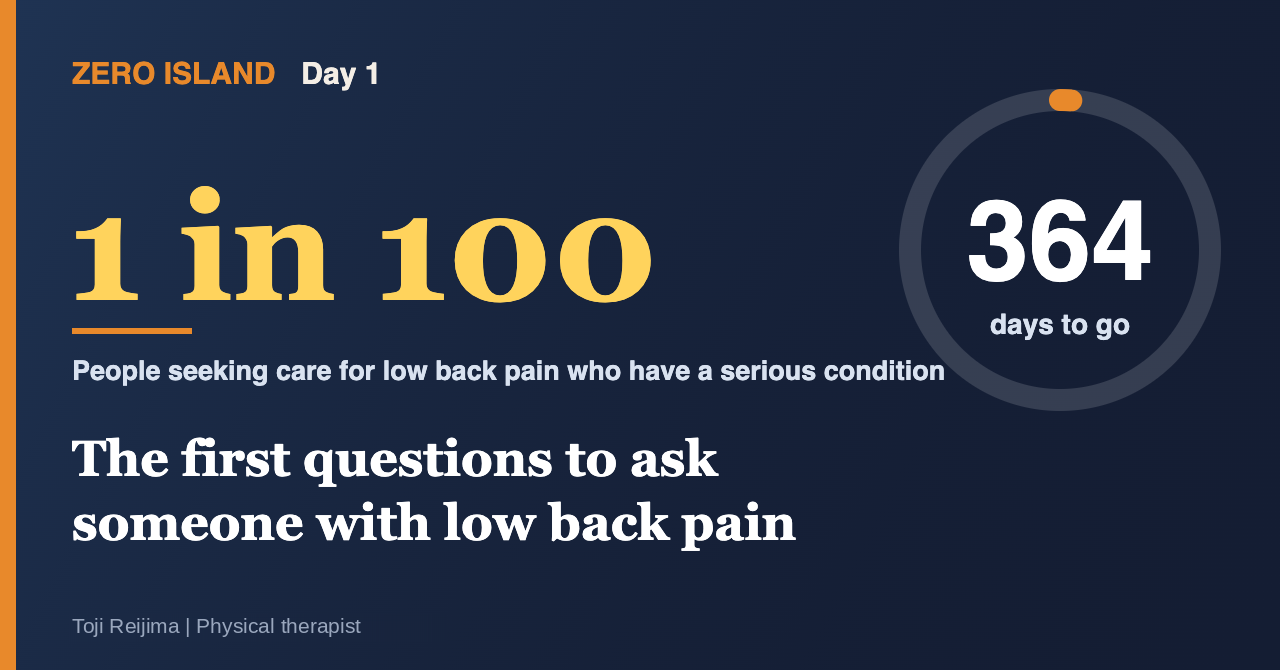 ZERO ISLAND Day 1
1 in 100
364
days to go
People seeking care for low back pain who have a serious condition
The first questions to ask
someone with low back pain
Toji Reijima | Physical therapist